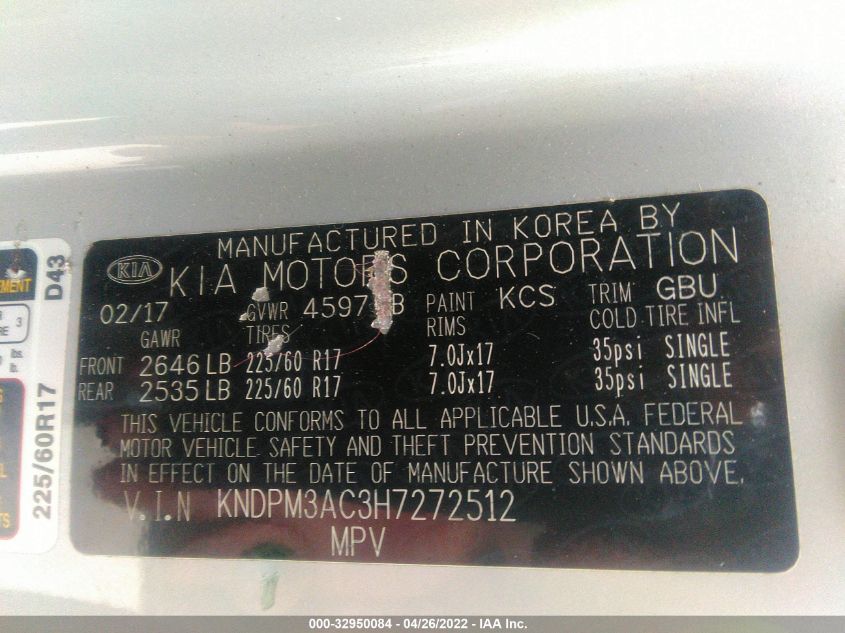 MANUFACTURED IN KOREA BY
KIA KIA MOTORS CORPORATION
02/17 GVWR 4597 B PAINT KCS TRIM GBU
GAWR TIRES RIMS COLD TIRE INFL
FRONT 2646 LB 225/60 R17 7.0Jx17 35psi SINGLE
REAR 2535 LB 225/60 R17 7.0Jx17 35psi SINGLE
THIS VEHICLE CONFORMS TO ALL APPLICABLE U.S.A. FEDERAL
MOTOR VEHICLE SAFETY AND THEFT PREVENTION STANDARDS
IN EFFECT ON THE DATE OF MANUFACTURE SHOWN ABOVE.
V.I.N KNDPM3AC3H7272512
MPV
D43
225/60R17
3
lbs.
000-32950084 - 04/26/2022 - IAA Inc.